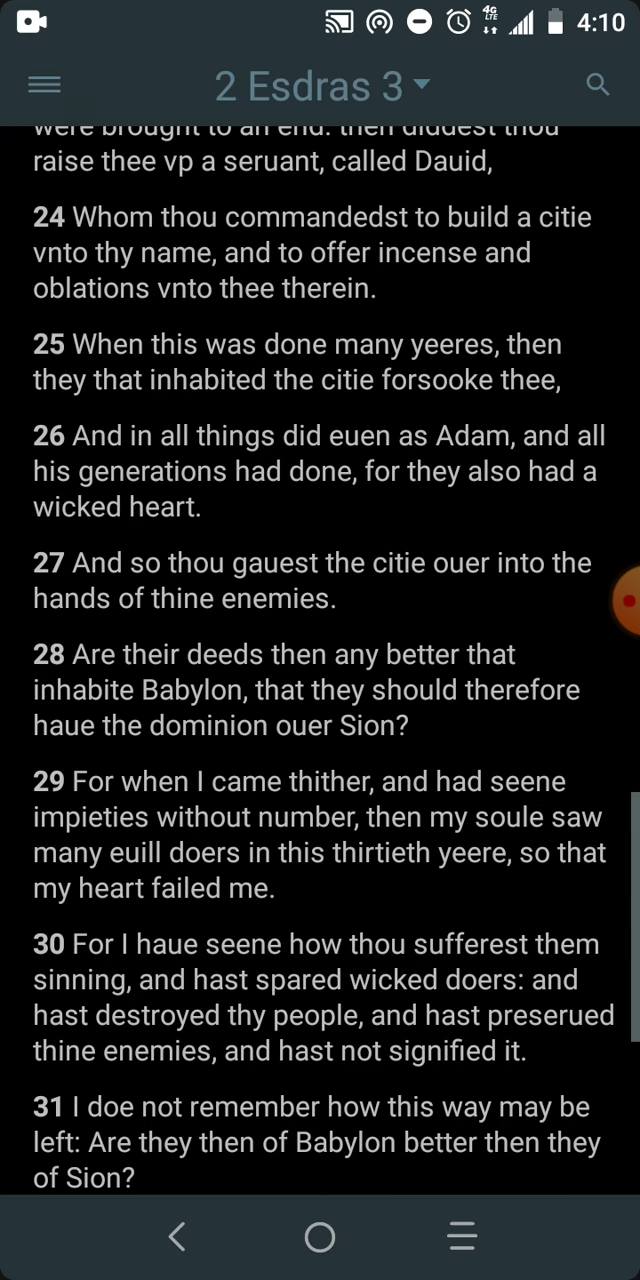 4G
LTE
4:10
2 Esdras 3
were brought to an end: then diddest thou
raise thee vp a seruant, called Dauid,
24 Whom thou commandedst to build a citie
vnto thy name, and to offer incense and
oblations vnto thee therein.
25 When this was done many yeeres, then
they that inhabited the citie forsooke thee,
26 And in all things did euen as Adam, and all
his generations had done, for they also had a
wicked heart.
27 And so thou gauest the citie ouer into the
hands of thine enemies.
28 Are their deeds then any better that
inhabite Babylon, that they should therefore
haue the dominion ouer Sion?
29 For when I came thither, and had seene
impieties without number, then my soule saw
many euill doers in this thirtieth yeere, so that
my heart failed me.
30 For I haue seene how thou sufferest them
sinning, and hast spared wicked doers: and
hast destroyed thy people, and hast preserued
thine enemies, and hast not signified it.
31 I doe not remember how this way may be
left: Are they then of Babylon better then they
of Sion?